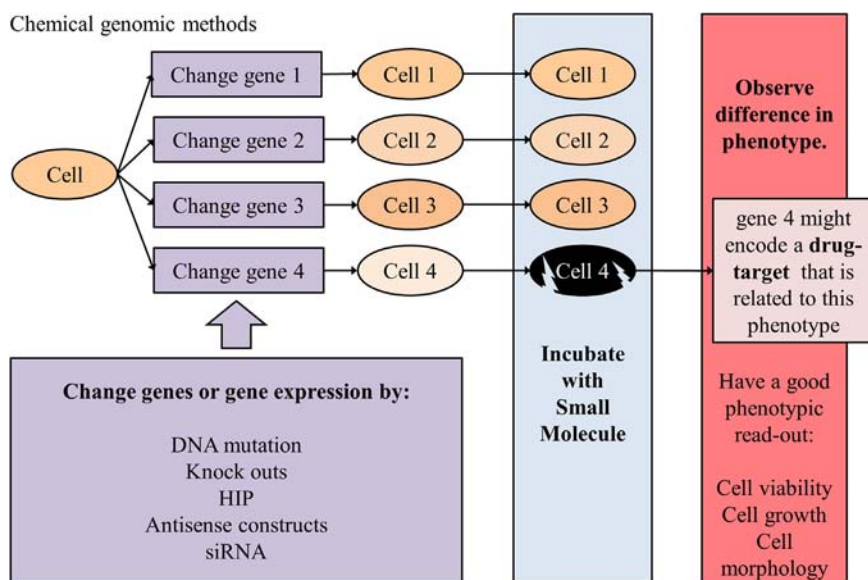 Chemical genomic methods
Cell
Change gene 1
Cell 1
Cell 1
Change gene 2
Cell 2
Cell 2
Change gene 3
Cell 3
Cell 3
Change gene 4
Cell 4
Cell 4
Change genes or gene expression by:
DNA mutation
Knock outs
HIP
Antisense constructs
siRNA
Incubate
with
Small
Molecule
Observe
difference in
phenotype.
gene 4 might
encode a drug-
target that is
related to this
phenotype
Have a good
phenotypic
read-out:
Cell viability
Cell growth
Cell
morphology